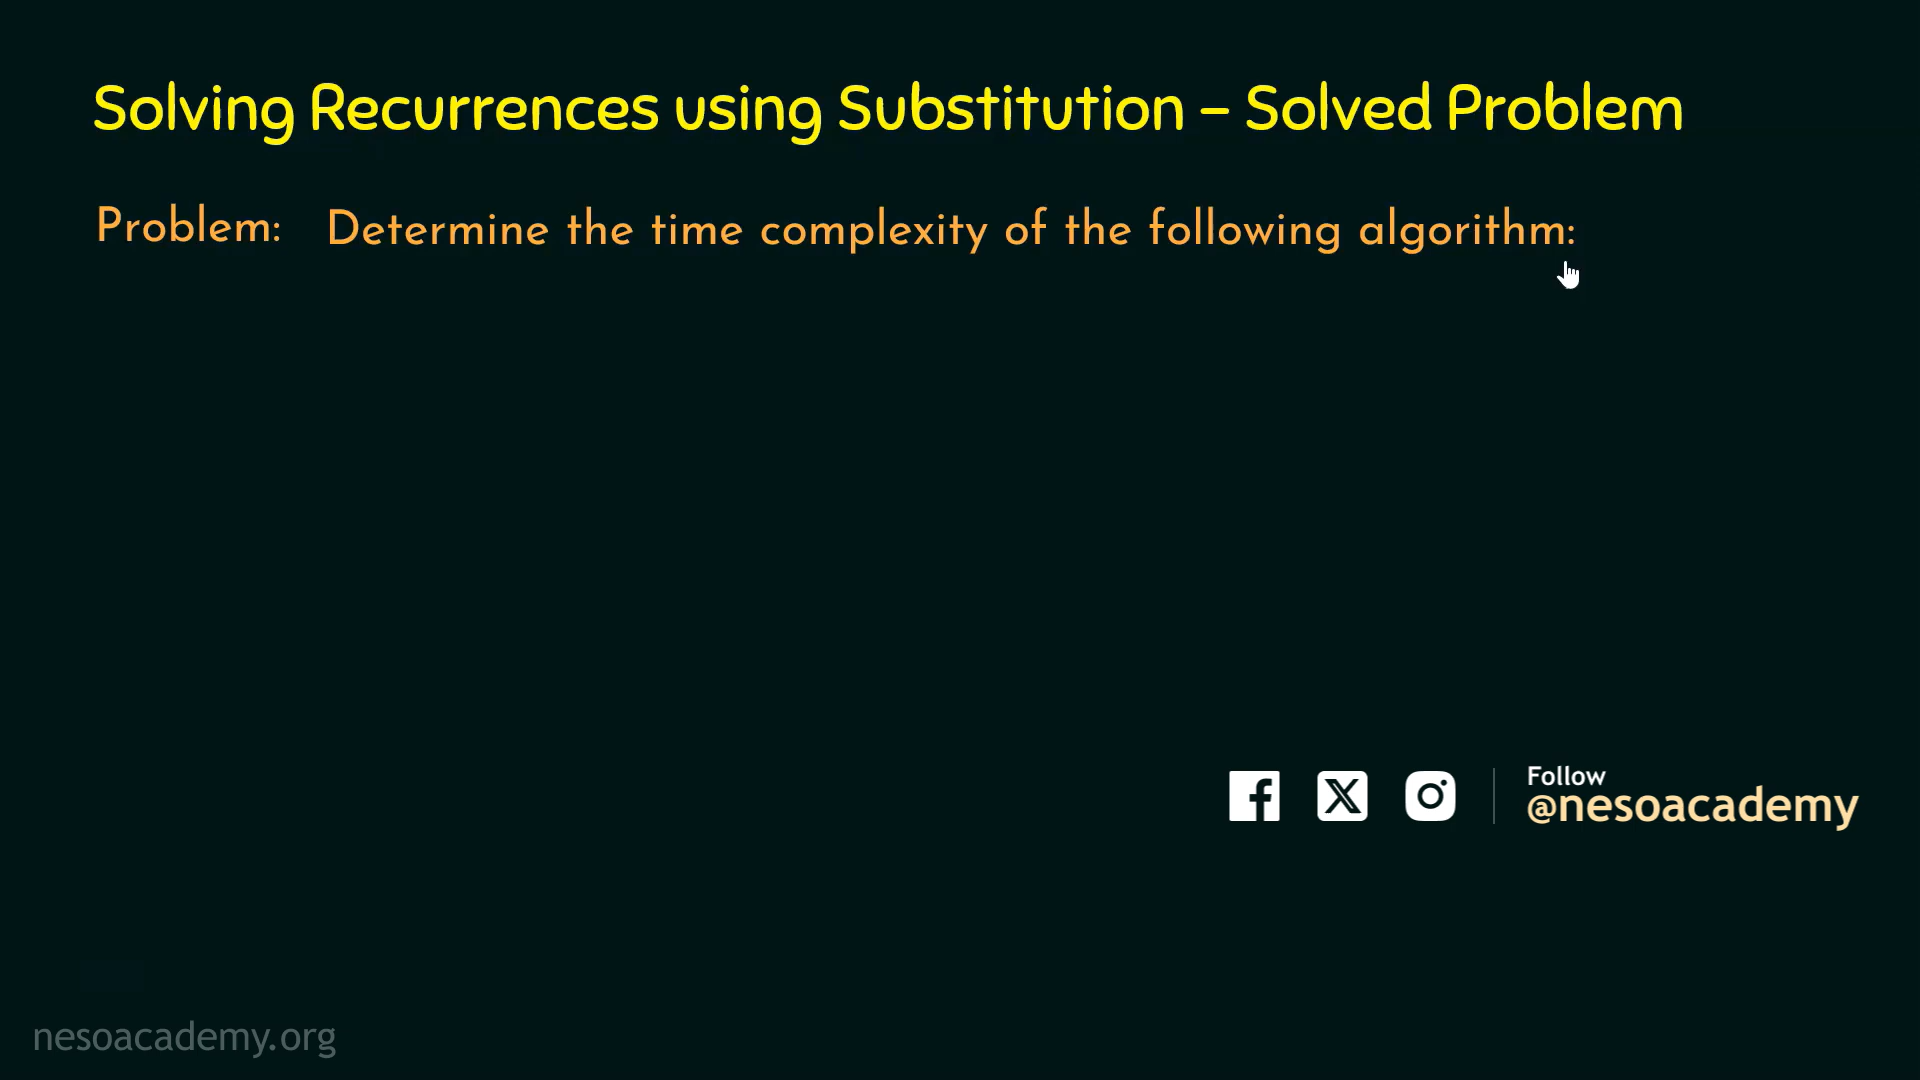 Solving Recurrences using Substitution – Solved Problem
Problem: Determine the time complexity of the following algorithm:
Follow
@nesoacademy
nesoacademy.org